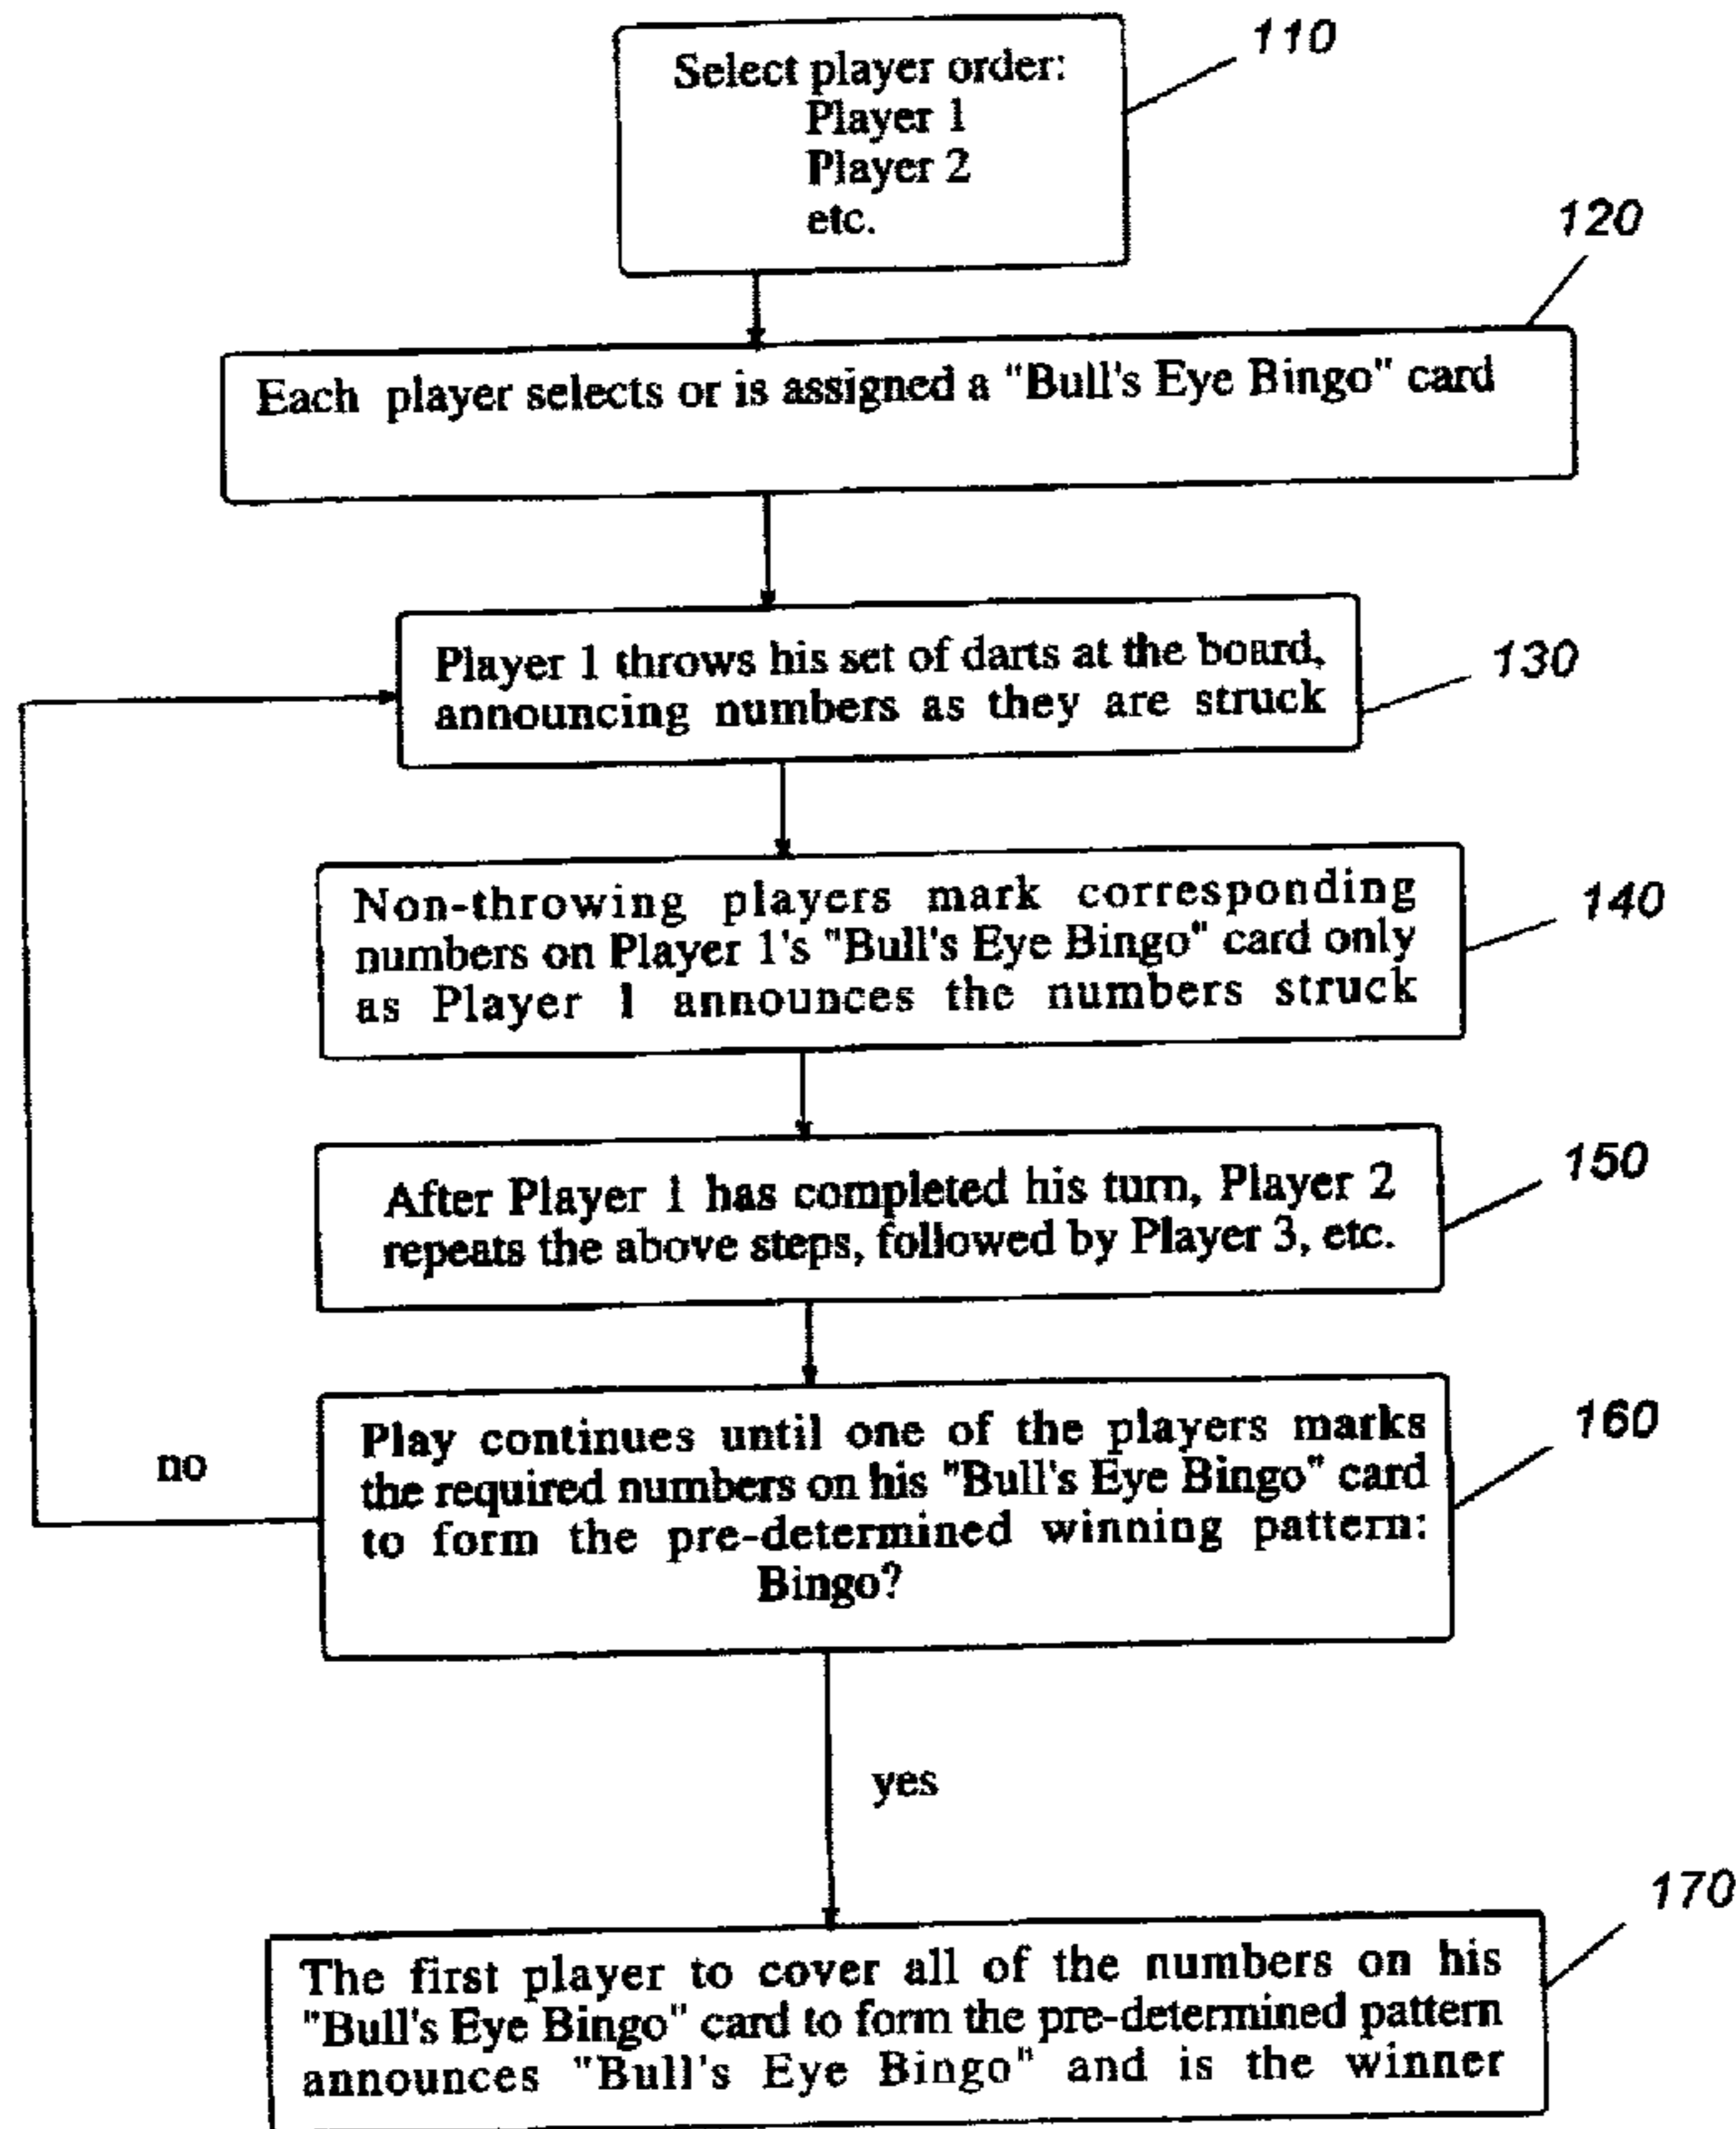 110
Select player order:
Player 1
Player 2
etc.
120
Each player selects or is assigned a "Bull's Eye Bingo" card
130
Player 1 throws his set of darts at the board,
announcing numbers as they are struck
140
Non-throwing players mark corresponding
numbers on Player 1's "Bull's Eye Bingo" card only
as Player 1 announces the numbers struck
150
After Player 1 has completed his turn, Player 2
repeats the above steps, followed by Player 3, etc.
160
Play continues until one of the players marks
the required numbers on his "Bull's Eye Bingo" card
to form the pre-determined winning pattern:
Bingo?
no
yes
170
The first player to cover all of the numbers on his
"Bull's Eye Bingo" card to form the pre-determined pattern
announces "Bull's Eye Bingo" and is the winner